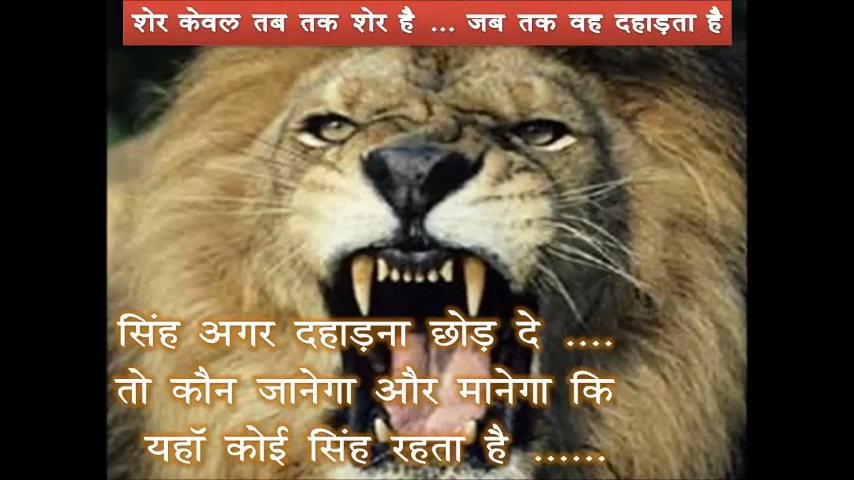 शेर केवल तब तक शेर है ... जब तक वह दहाड़ता है
सिंह अगर दहाड़ना छोड़ दे ....
तो कौन जानेगा और मानेगा कि
यहाॅ कोई सिंह रहता है ......